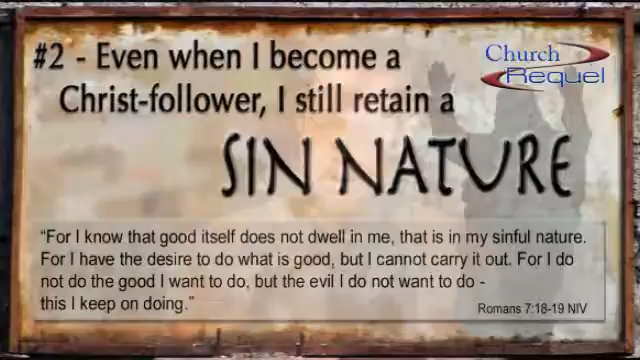 #2 - Even when I become a
Christ-follower, I still retain a
SIN NATURE
Church
Requel
“For I know that good itself does not dwell in me, that is in my sinful nature.
For I have the desire to do what is good, but I cannot carry it out. For I do
not do the good I want to do, but the evil I do not want to do -
this I keep on doing.”
Romans 7:18-19 NIV